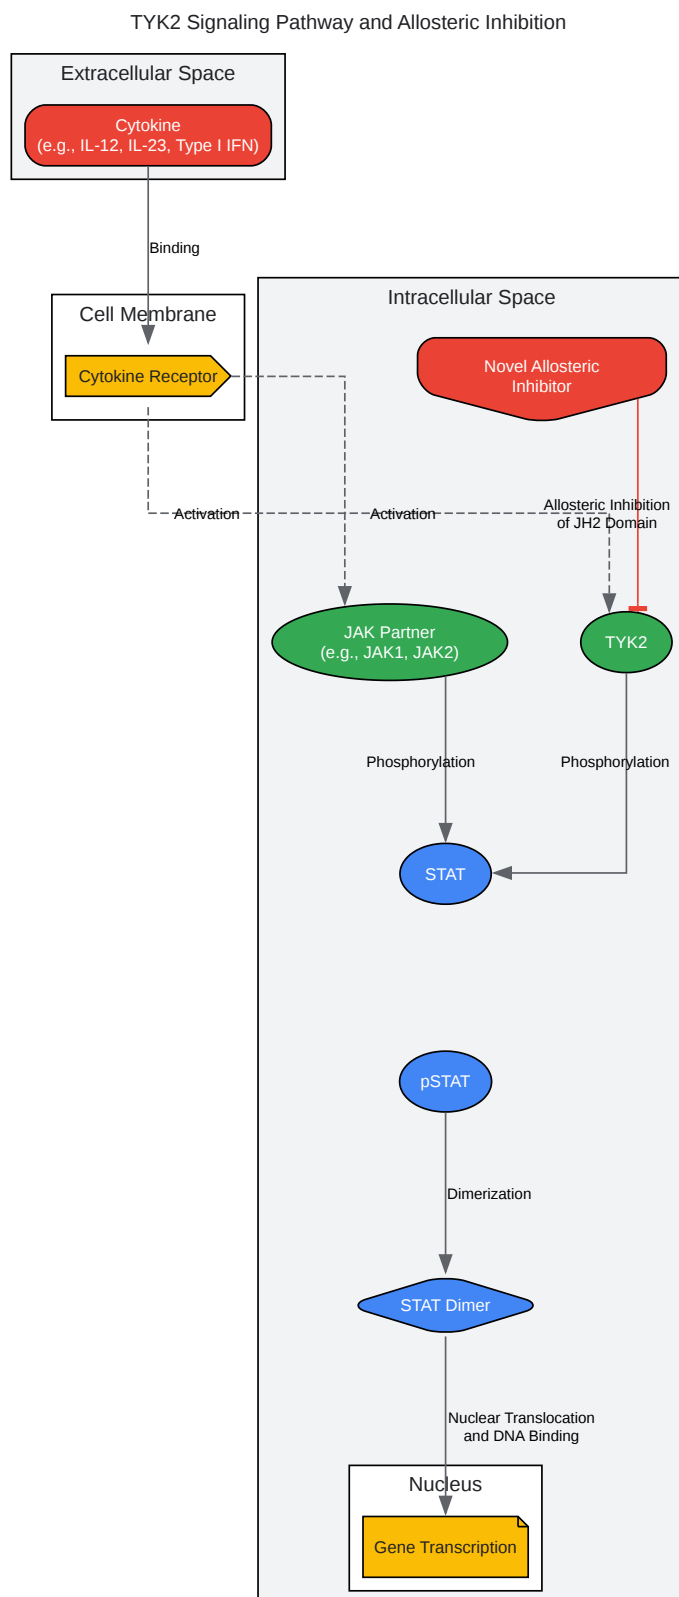 TYK2 Signaling Pathway and Allosteric Inhibition
Extracellular Space
Cytokine
(e.g., IL-12, IL-23, Type I IFN)
Binding
Cell Membrane
Cytokine Receptor
Intracellular Space
Novel Allosteric
Inhibitor
Activation
Activation
Allosteric Inhibition
of JH2 Domain
JAK Partner
(e.g., JAK1, JAK2)
TYK2
Phosphorylation
Phosphorylation
STAT
pSTAT
Dimerization
STAT Dimer
Nuclear Translocation
and DNA Binding
Nucleus
Gene Transcription